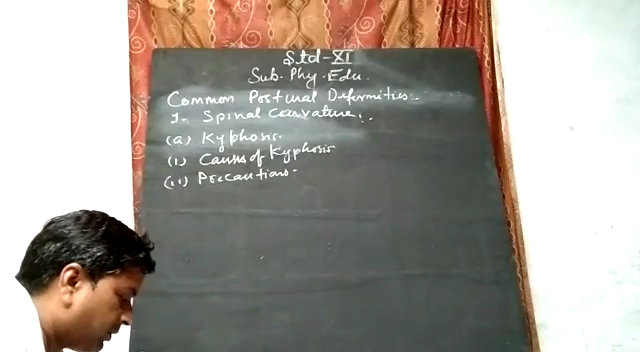 Std-XI
Sub. Phy. Edu.
Common Postural Deformities:-
1. Spinal Curvature:.
(a) Kyphosis.
(i) Causes of Kyphosis
(ii) Precautions-